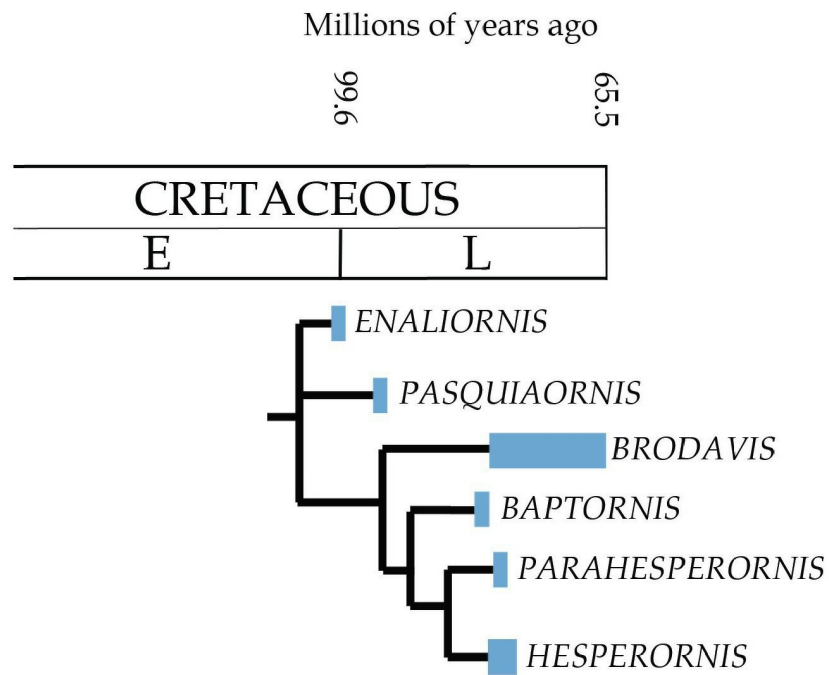 Millions of years ago
99.6 65.5
CRETACEOUS
E L
ENALIORNIS
PASQUIAORNIS
BRODAVIS
BAPTORNIS
PARAHESPERORNIS
HESPERORNIS